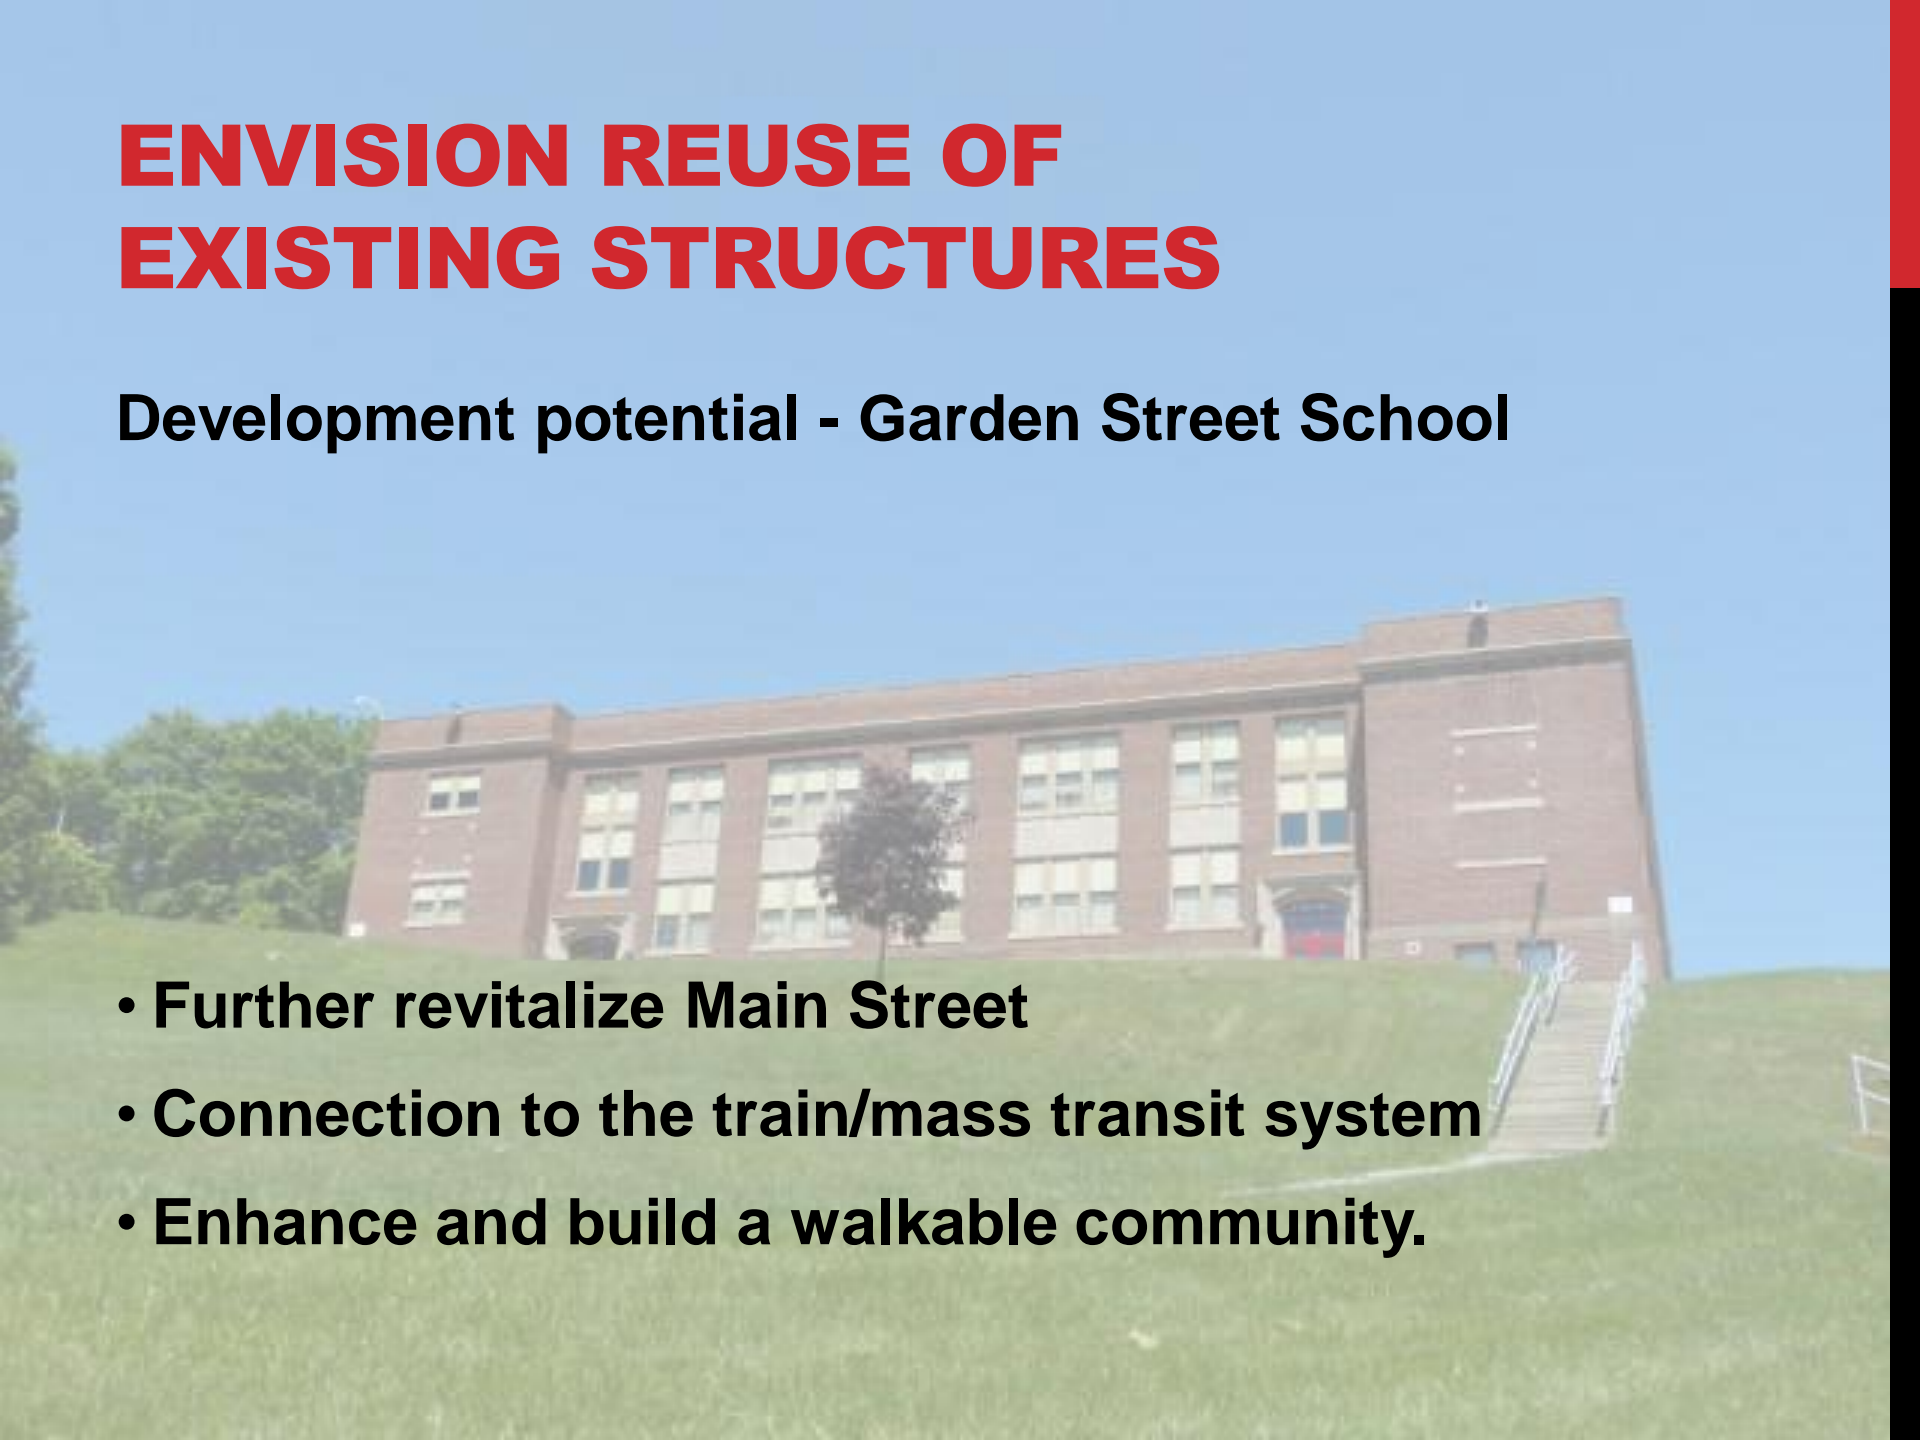 ENVISION REUSE OF
EXISTING STRUCTURES
Development potential - Garden Street School
• Further revitalize Main Street
• Connection to the train/mass transit system
• Enhance and build a walkable community.